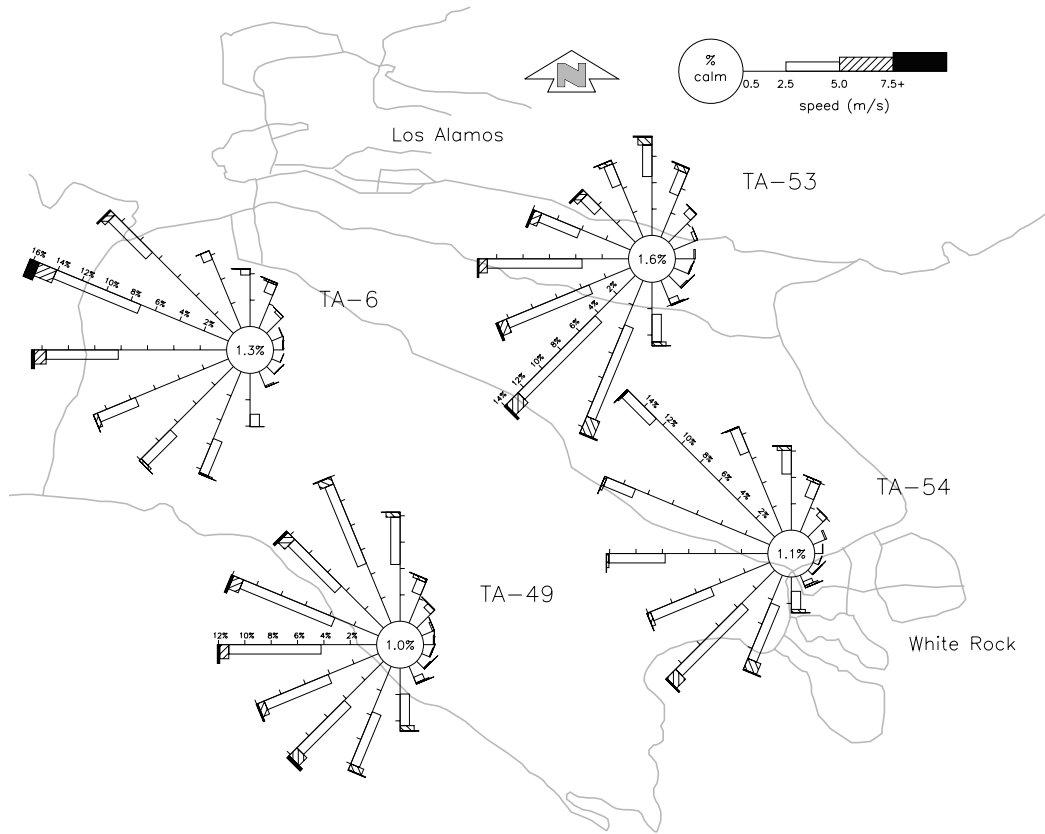 N
%
calm
0.5 2.5 5.0 7.5+
speed (m/s)
Los Alamos
TA-53
1.6%
2%
4%
6%
8%
10%
12%
14%
TA-6
16%
14%
12%
10%
8%
6%
4%
2%
1.3%
TA-54
14%
12%
10%
8%
6%
4%
2%
1.1%
TA-49
12% 10% 8% 6% 4% 2%
1.0%
White Rock